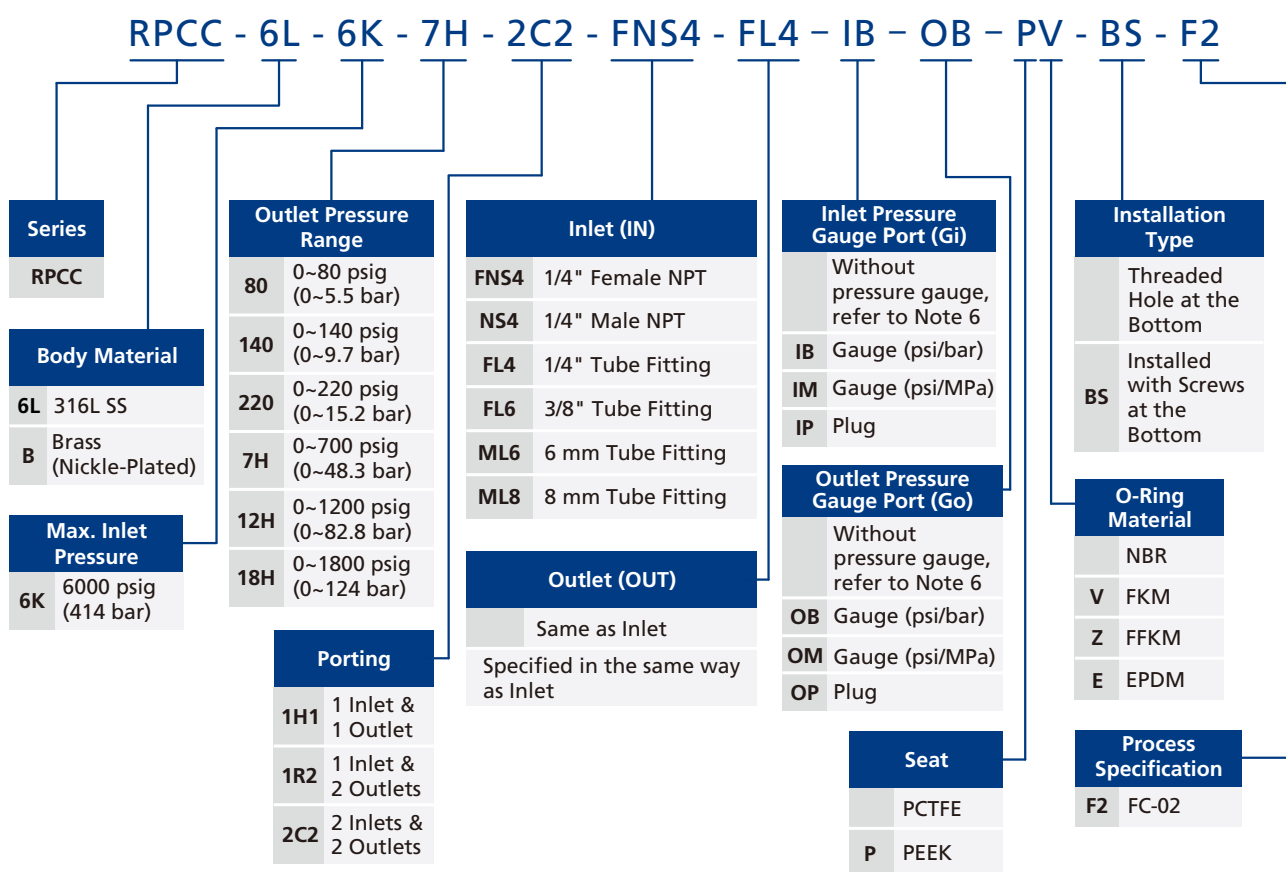 RPCC - 6L - 6K - 7H - 2C2 - FNS4 - FL4 – IB – OB – PV - BS - F2
Series
RPCC
Body Material
6L 316L SS
B Brass
(Nickle-Plated)
Max. Inlet
Pressure
6K 6000 psig
(414 bar)
Outlet Pressure
Range
80 0~80 psig
(0~5.5 bar)
140 0~140 psig
(0~9.7 bar)
220 0~220 psig
(0~15.2 bar)
7H 0~700 psig
(0~48.3 bar)
12H 0~1200 psig
(0~82.8 bar)
18H 0~1800 psig
(0~124 bar)
Porting
1H1 1 Inlet &
1 Outlet
1R2 1 Inlet &
2 Outlets
2C2 2 Inlets &
2 Outlets
Inlet (IN)
FNS4 1/4" Female NPT
NS4 1/4" Male NPT
FL4 1/4" Tube Fitting
FL6 3/8" Tube Fitting
ML6 6 mm Tube Fitting
ML8 8 mm Tube Fitting
Outlet (OUT)
Same as Inlet
Specified in the same way
as Inlet
Inlet Pressure
Gauge Port (Gi)
Without
pressure gauge,
refer to Note 6
IB Gauge (psi/bar)
IM Gauge (psi/MPa)
IP Plug
Outlet Pressure
Gauge Port (Go)
Without
pressure gauge,
refer to Note 6
OB Gauge (psi/bar)
OM Gauge (psi/MPa)
OP Plug
Seat
PCTFE
P PEEK
Installation
Type
Threaded
Hole at the
Bottom
BS Installed
with Screws
at the
Bottom
O-Ring
Material
NBR
V FKM
Z FFKM
E EPDM
Process
Specification
F2 FC-02